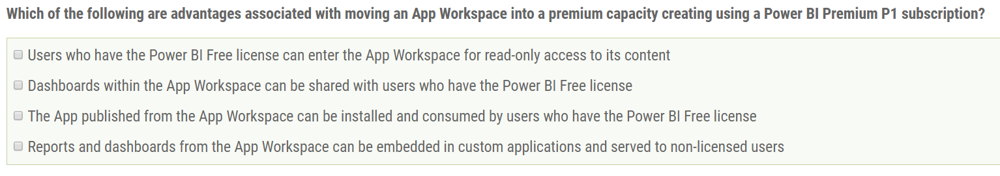 Which of the following are advantages associated with moving an App Workspace into a premium capacity creating using a Power BI Premium P1 subscription?
Users who have the Power BI Free license can enter the App Workspace for read-only access to its content
Dashboards within the App Workspace can be shared with users who have the Power BI Free license
The App published from the App Workspace can be installed and consumed by users who have the Power BI Free license
Reports and dashboards from the App Workspace can be embedded in custom applications and served to non-licensed users